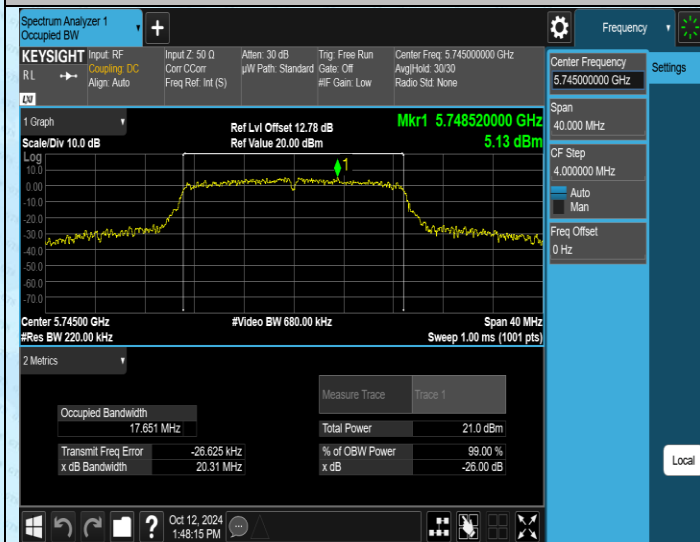 Spectrum Analyzer 1
Occupied BW
Frequency
KEYSIGHT
RL
LXI
Input: RF
Coupling: DC
Align: Auto
Input Z: 50 Ω
Corr CCorr
Freq Ref: Int (S)
Atten: 30 dB
µW Path: Standard
Trig: Free Run
Gate: Off
#IF Gain: Low
Center Freq: 5.745000000 GHz
Avg|Hold: 30/30
Radio Std: None
Center Frequency
5.745000000 GHz
Settings
Span
40.000 MHz
CF Step
4.000000 MHz
Auto
Man
Freq Offset
0 Hz
Local
1 Graph
Scale/Div 10.0 dB
Ref Lvl Offset 12.78 dB
Ref Value 20.00 dBm
Mkr1 5.748520000 GHz
5.13 dBm
Log
10.0
0.00
-10.0
-20.0
-30.0
-40.0
-50.0
-60.0
-70.0
1
Center 5.74500 GHz
#Res BW 220.00 kHz
#Video BW 680.00 kHz
Span 40 MHz
Sweep 1.00 ms (1001 pts)
2 Metrics
Measure Trace
Trace 1
Occupied Bandwidth
17.651 MHz
Total Power
21.0 dBm
Transmit Freq Error
-26.625 kHz
% of OBW Power
99.00 %
x dB Bandwidth
20.31 MHz
x dB
-26.00 dB
?
Oct 12, 2024
1:48:15 PM